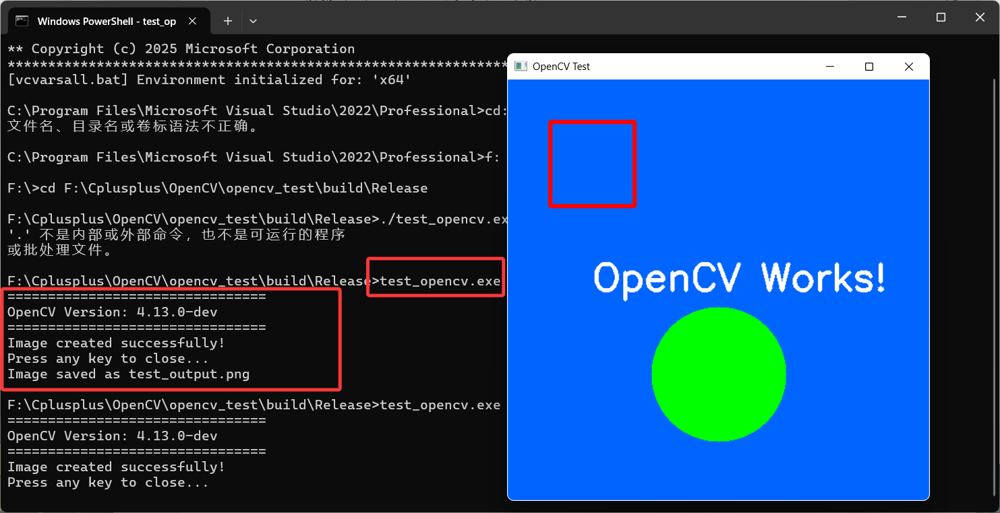 Windows PowerShell - test_op
** Copyright (c) 2025 Microsoft Corporation
**************************************************************
[vcvarsall.bat] Environment initialized for: 'x64'
C:\Program Files\Microsoft Visual Studio\2022\Professional>cd:
文件名、目录名或卷标语法不正确。
C:\Program Files\Microsoft Visual Studio\2022\Professional>f:
F:\>cd F:\Cplusplus\OpenCV\opencv_test\build\Release
F:\Cplusplus\OpenCV\opencv_test\build\Release>./test_opencv.ex
'.' 不是内部或外部命令，也不是可运行的程序
或批处理文件。
F:\Cplusplus\OpenCV\opencv_test\build\Release>test_opencv.exe
================================
OpenCV Version: 4.13.0-dev
================================
Image created successfully!
Press any key to close...
Image saved as test_output.png
F:\Cplusplus\OpenCV\opencv_test\build\Release>test_opencv.exe
================================
OpenCV Version: 4.13.0-dev
================================
Image created successfully!
Press any key to close...
OpenCV Test
OpenCV Works!